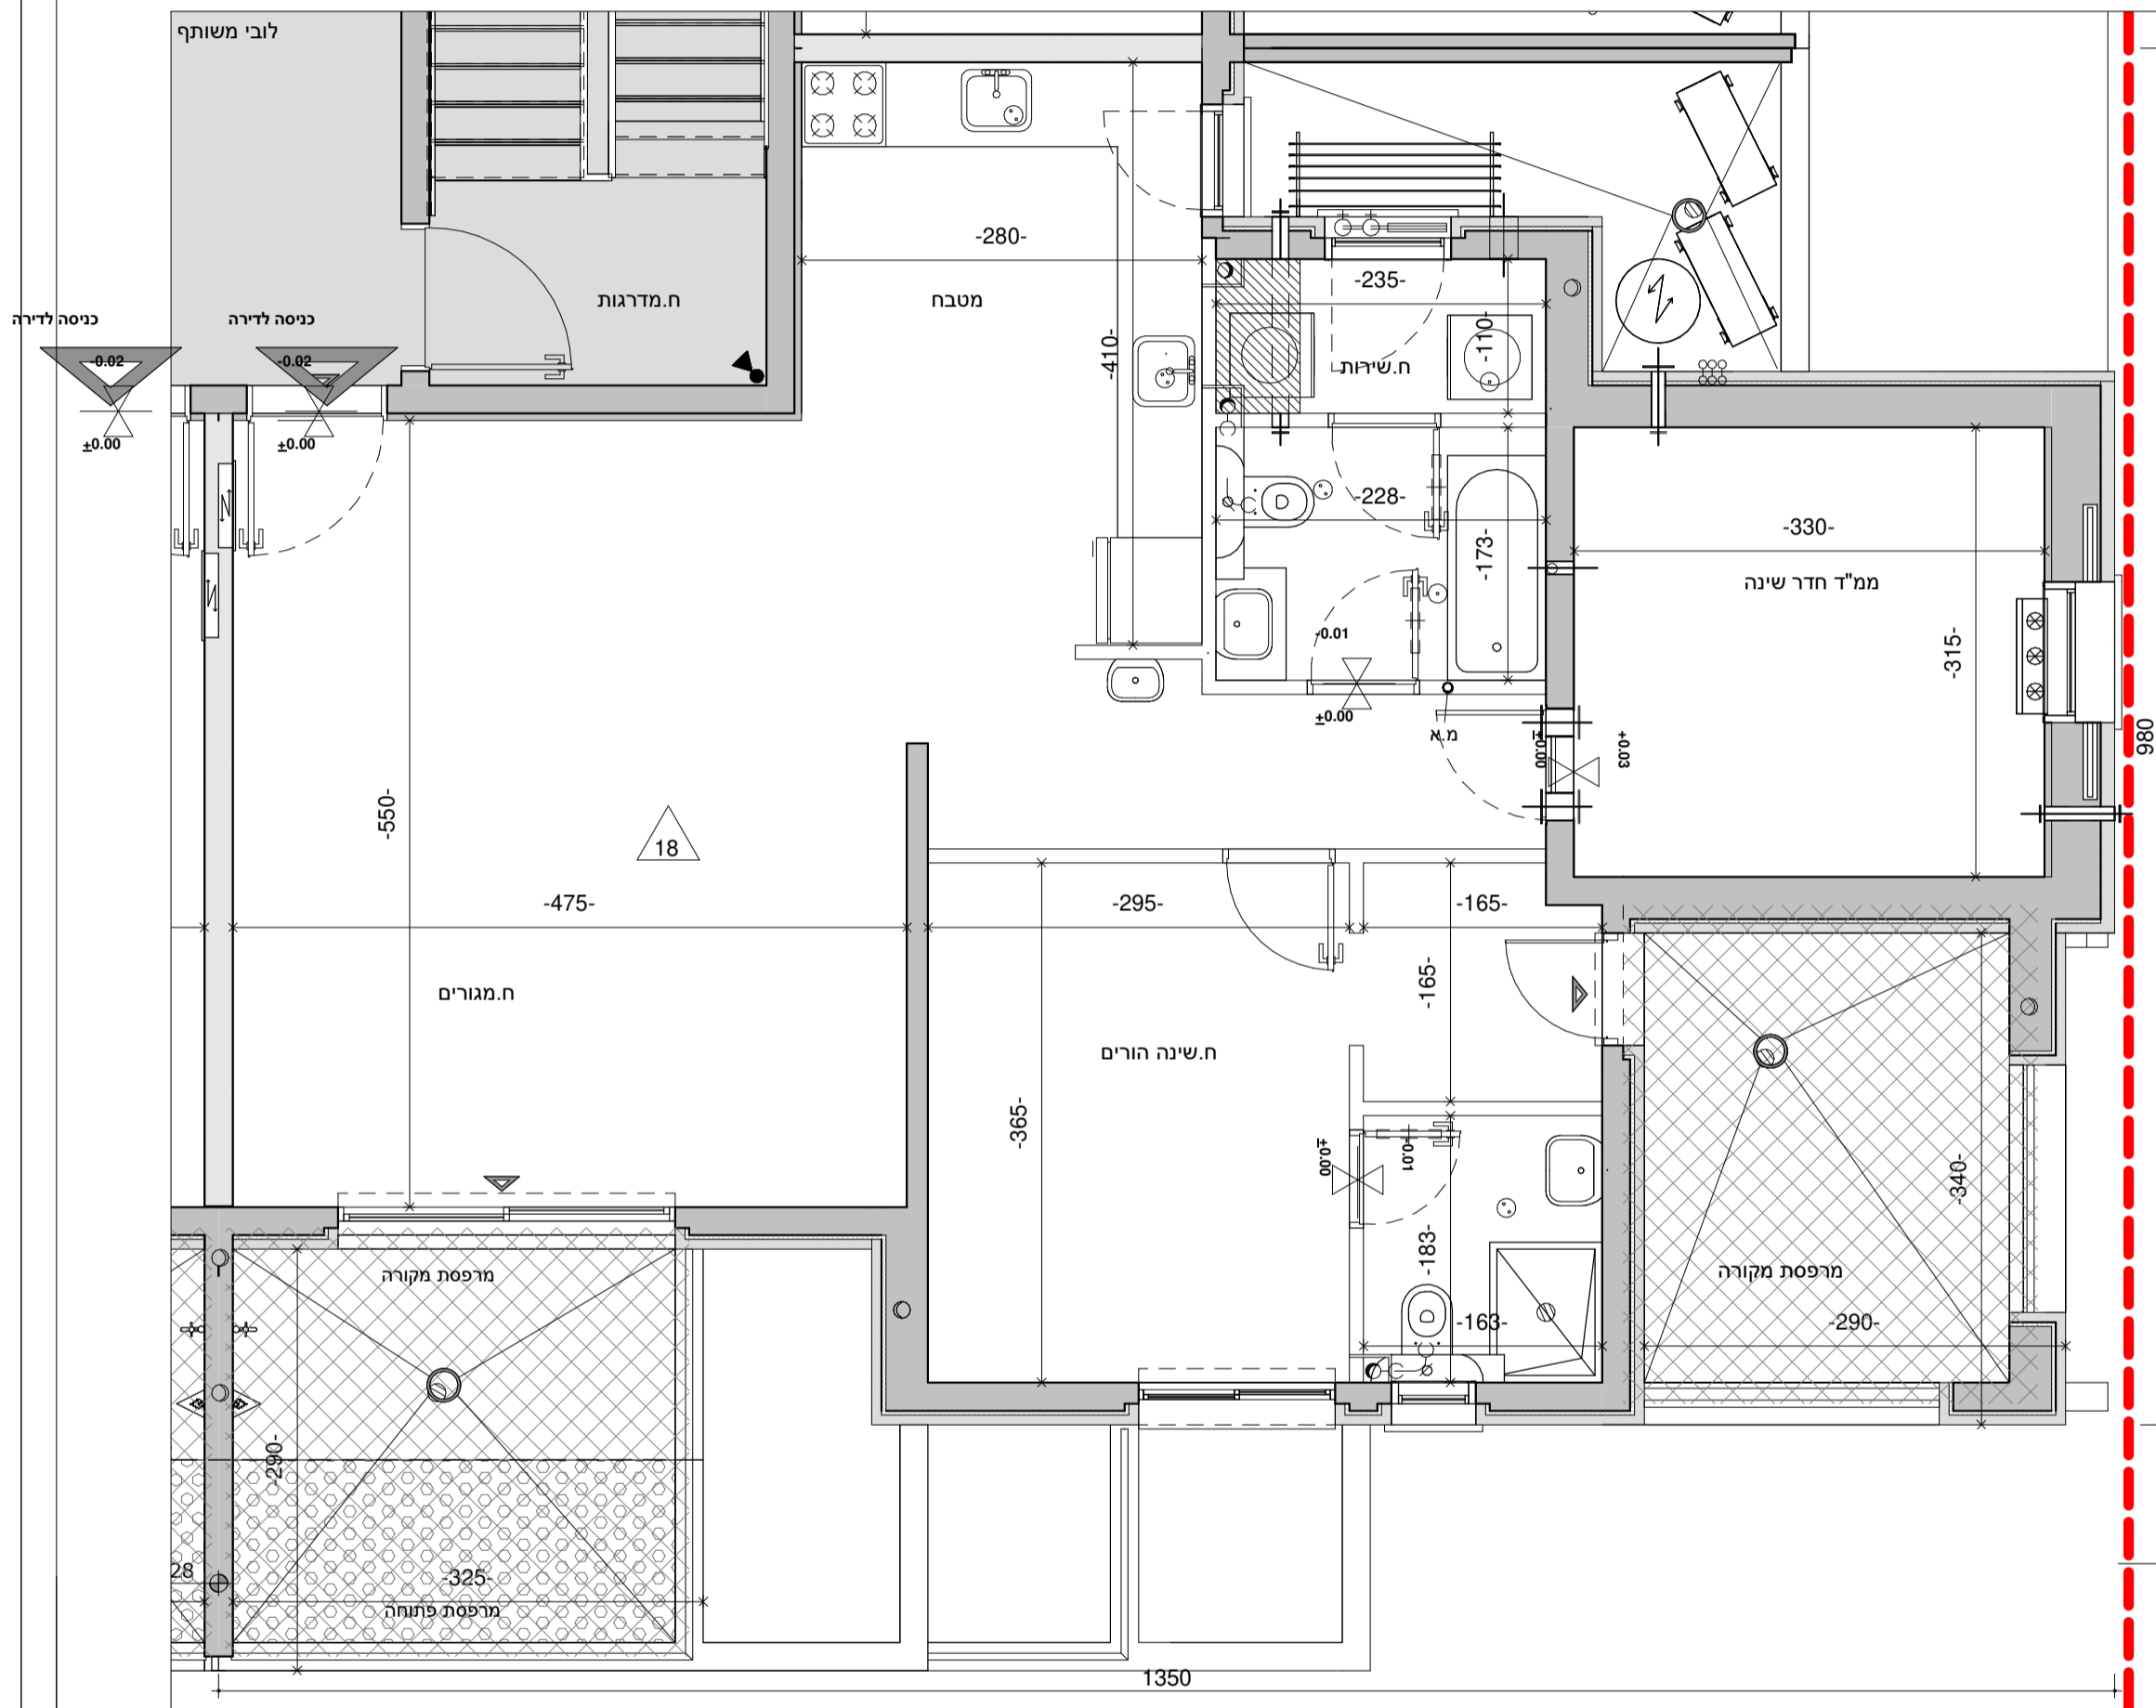 לובי משותף
-280-
-235-
-110-
ח.מדרגות
מטבח
כניסה לדירה
כניסה לדירה
-0.02
-0.02
-410-
ח.שירות
±0.00
±0.00
-228-
-173-
-330-
ממ"ד חדר שינה
-0.01
-315-
±0.00
מ.א
±0.00
+0.03
980
-550-
18
-475-
-295-
-165-
-165-
ח.מגורים
ח.שינה הורים
-365-
±0.00
-0.01
-340-
-183-
מרפסת מקורה
מרפסת מקורה
-163-
-290-
-290-
28
-325-
מרפסת פתוחה
1350